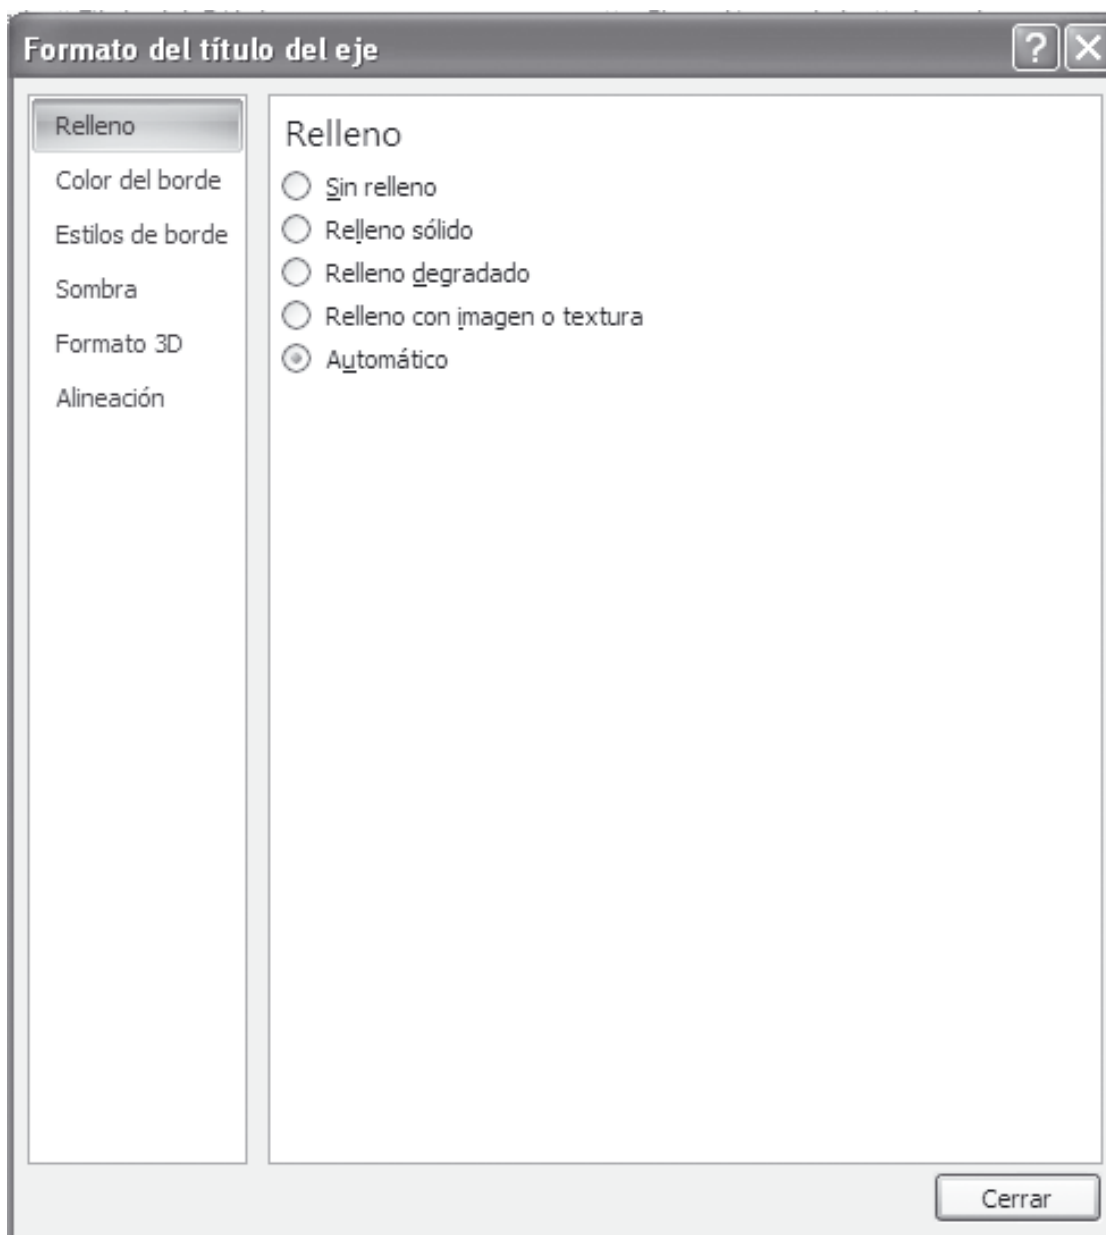 Formato del título del eje
Relleno
Color del borde
Estilos de borde
Sombra
Formato 3D
Alineación
Relleno
Sin relleno
Relleno sólido
Relleno degradado
Relleno con imagen o textura
Automático
Cerrar